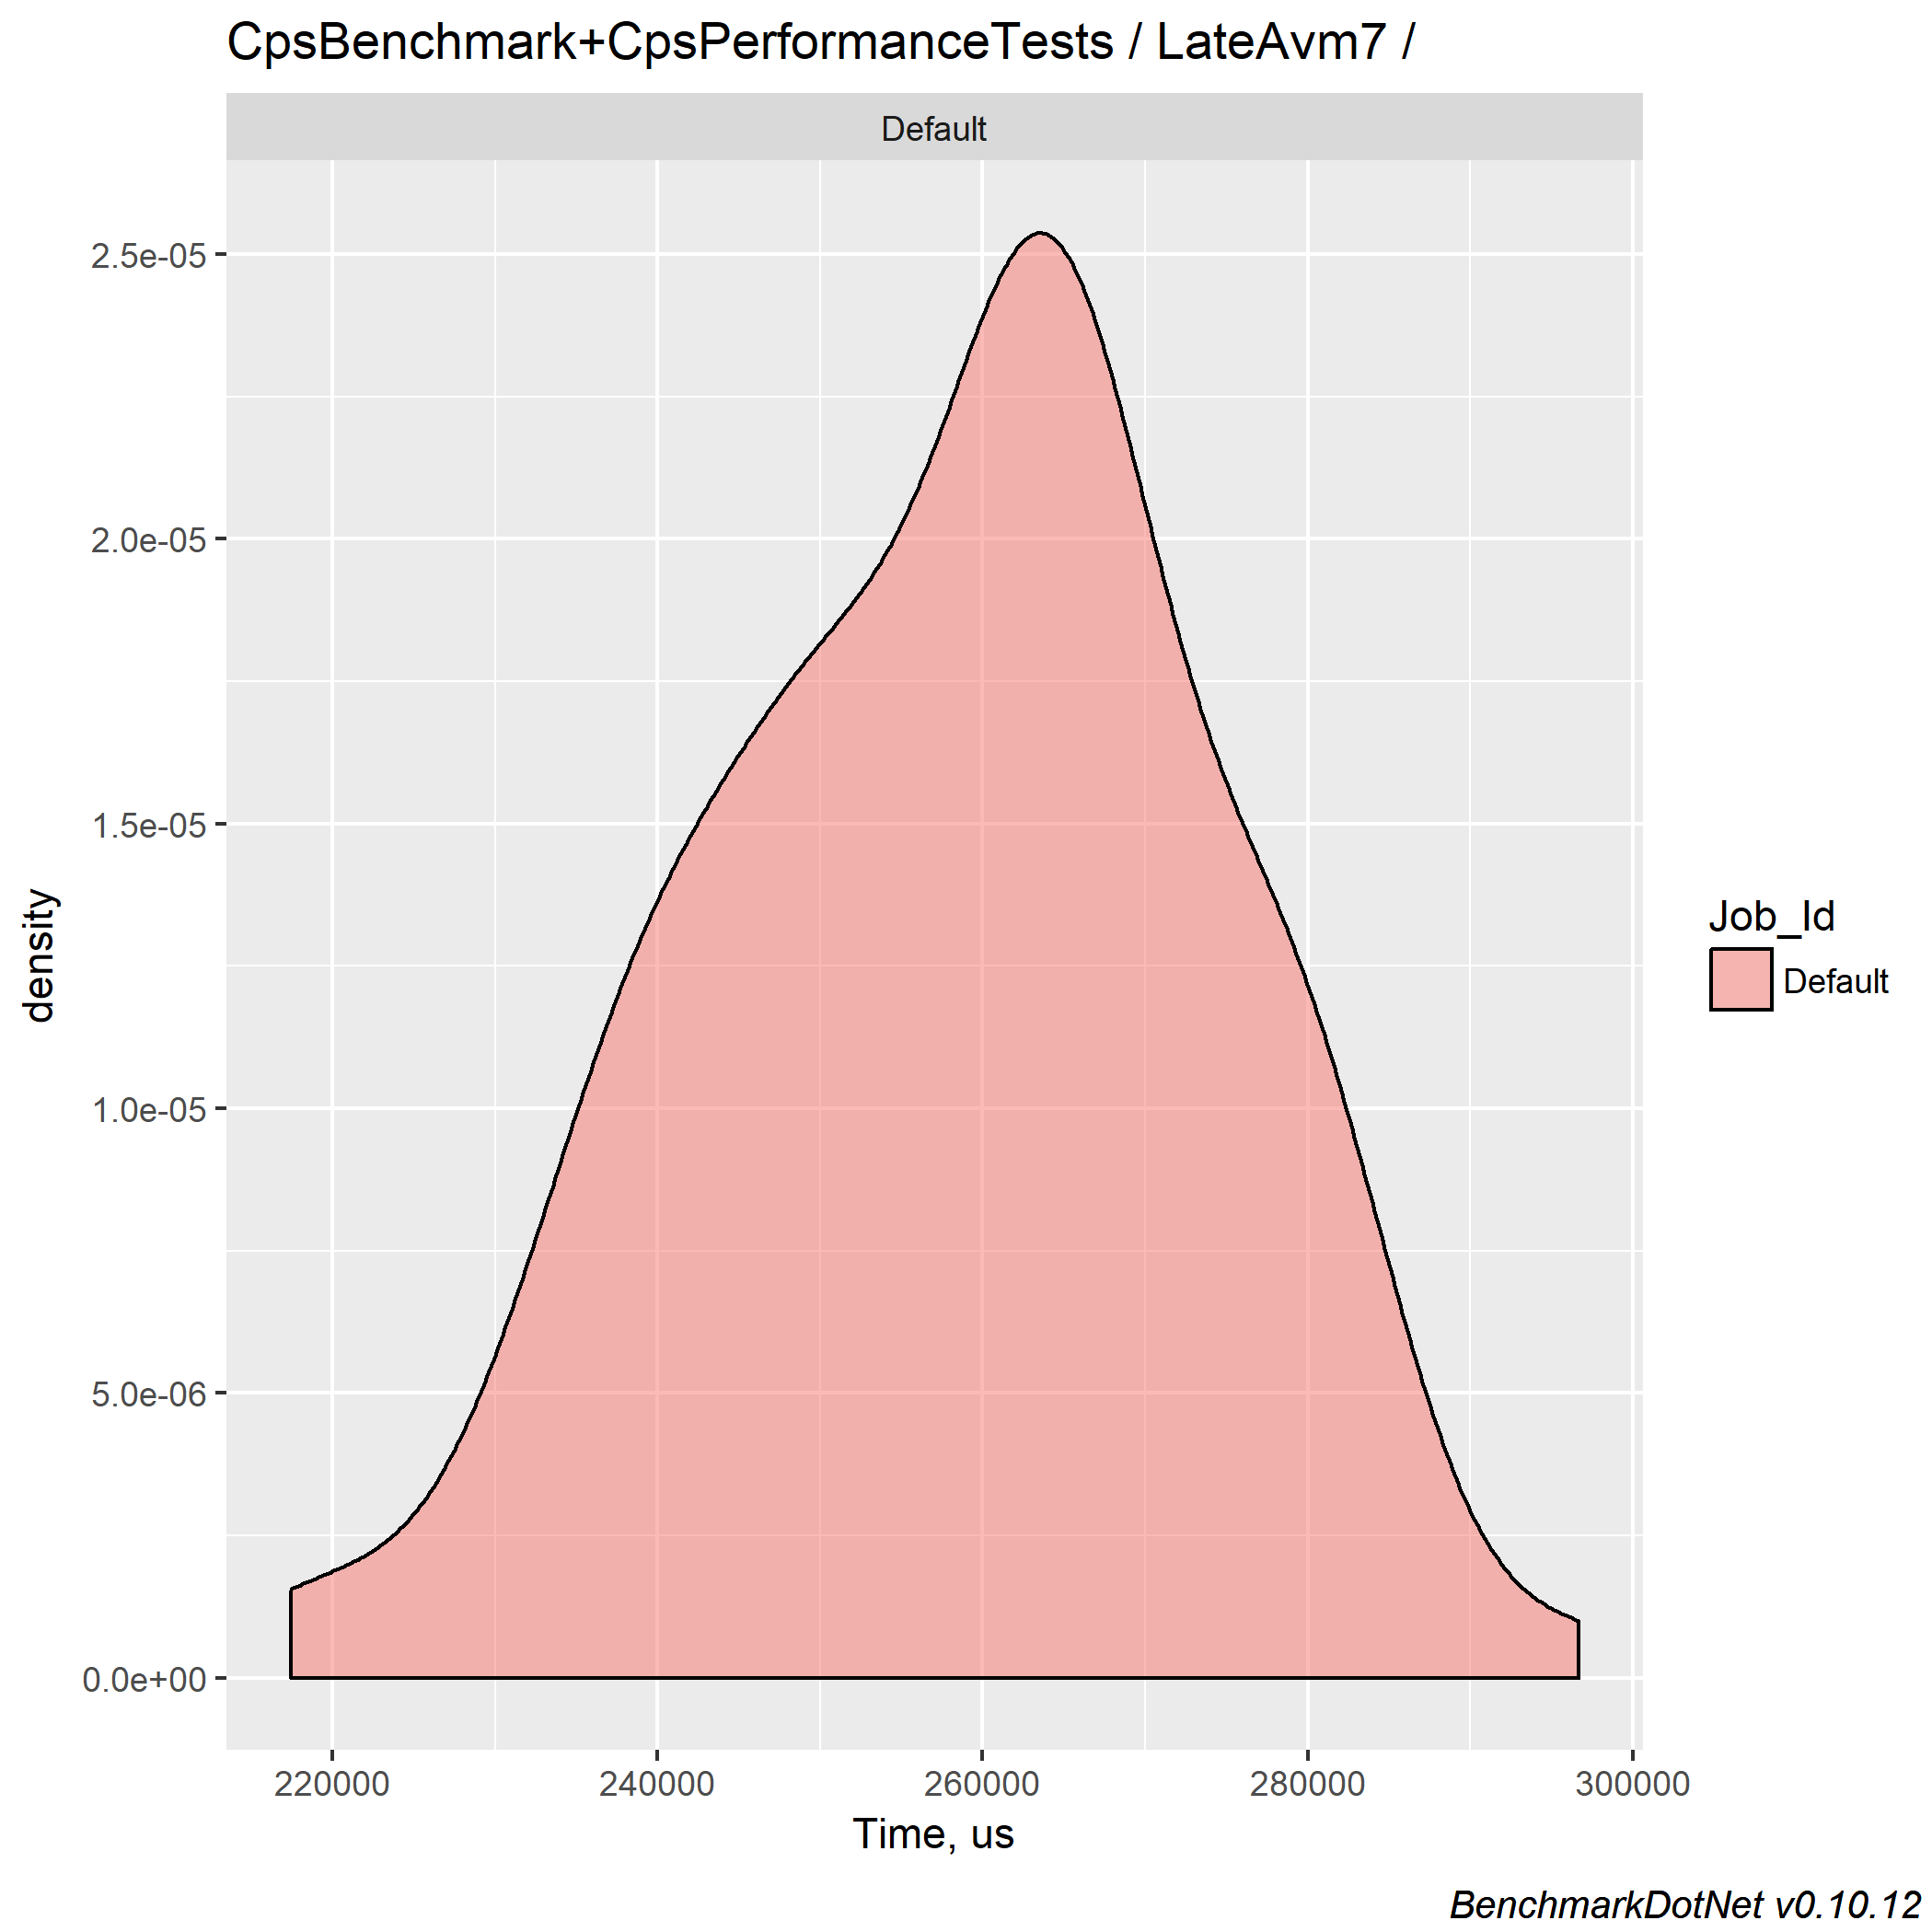 CpsBenchmark+CpsPerformanceTests / LateAvm7 /
Default
2.5e-05
2.0e-05
1.5e-05
1.0e-05
5.0e-06
0.0e+00
density
220000 240000 260000 280000 300000
Time, us
Job_Id
Default
BenchmarkDotNet v0.10.12